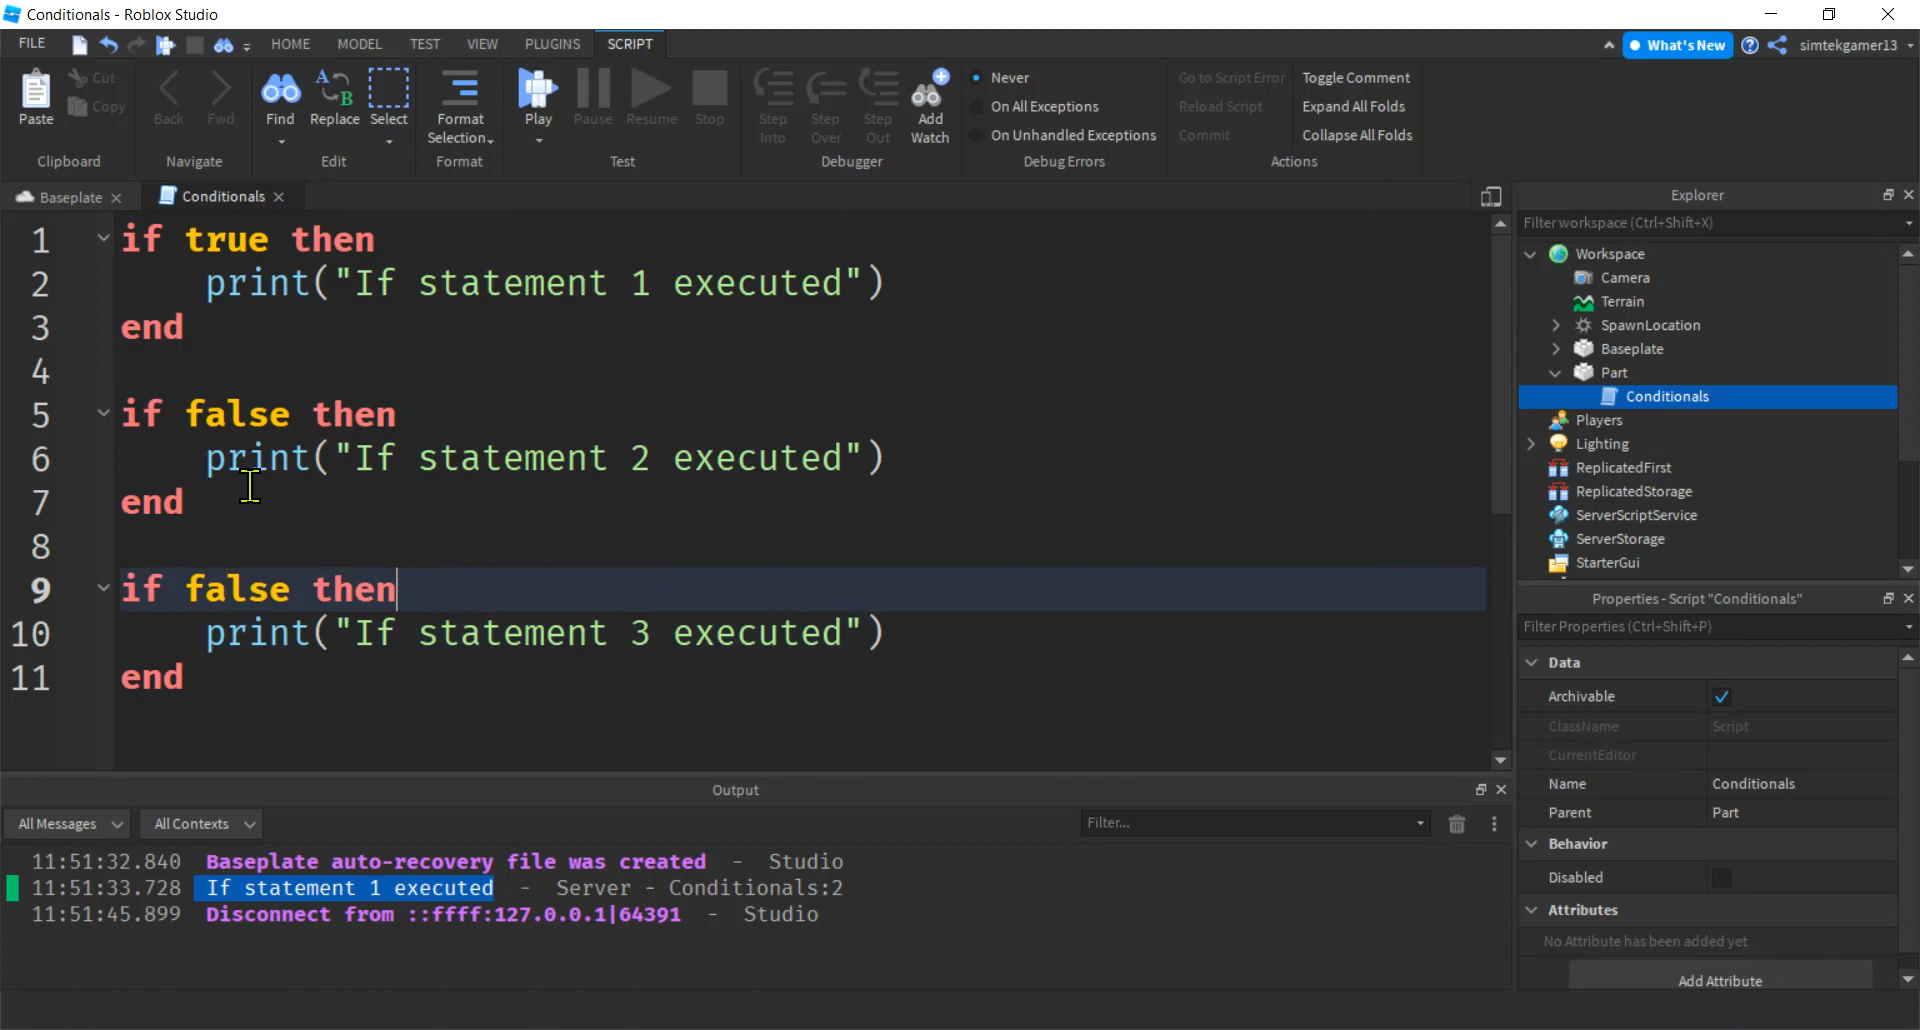 Conditionals - Roblox Studio
FILE HOME MODEL TEST VIEW PLUGINS SCRIPT What's New simtekgamer13
Paste Cut Copy Back Fwd Find Replace Select Format Selection Play Pause Resume Stop Step Into Step Over Step Out Add Watch
Never
On All Exceptions
On Unhandled Exceptions
Go to Script Error
Reload Script
Commit
Toggle Comment
Expand All Folds
Collapse All Folds
Clipboard Navigate Edit Format Test Debugger Debug Errors Actions
Baseplate Conditionals
1 if true then
2 print("If statement 1 executed")
3 end
4
5 if false then
6 print("If statement 2 executed")
7 end
8
9 if false then
10 print("If statement 3 executed")
11 end
Explorer
Filter workspace (Ctrl+Shift+X)
Workspace
Camera
Terrain
SpawnLocation
Baseplate
Part
Conditionals
Players
Lighting
ReplicatedFirst
ReplicatedStorage
ServerScriptService
ServerStorage
StarterGui
Properties - Script "Conditionals"
Filter Properties (Ctrl+Shift+P)
Data
Archivable
ClassName Script
CurrentEditor
Name Conditionals
Parent Part
Behavior
Disabled
Attributes
No Attribute has been added yet
Add Attribute
Output
All Messages All Contexts Filter...
11:51:32.840 Baseplate auto-recovery file was created - Studio
11:51:33.728 If statement 1 executed - Server - Conditionals:2
11:51:45.899 Disconnect from ::ffff:127.0.0.1|64391 - Studio